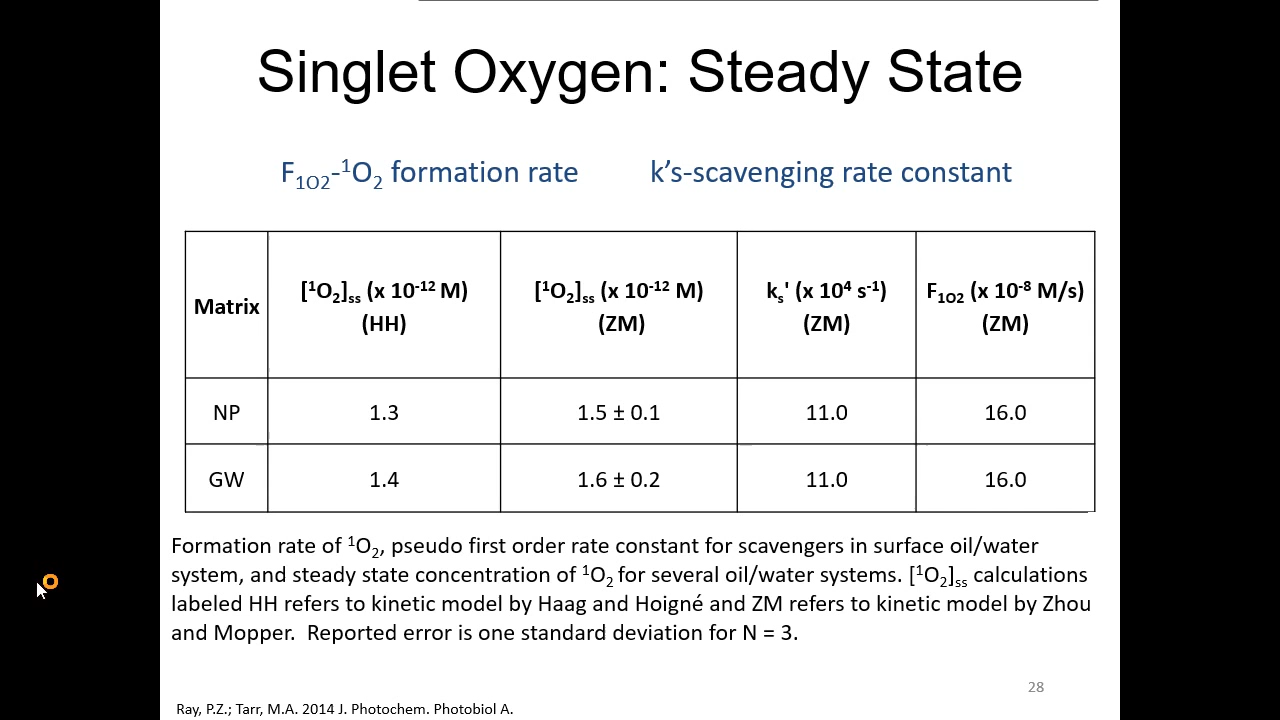 Singlet Oxygen: Steady State
F₁O₂-¹O₂ formation rate k’s-scavenging rate constant
Matrix
[¹O₂]ₛₛ (x 10⁻¹² M)
(HH)
[¹O₂]ₛₛ (x 10⁻¹² M)
(ZM)
kₛ' (x 10⁴ s⁻¹)
(ZM)
F₁O₂ (x 10⁻⁸ M/s)
(ZM)
NP 1.3 1.5 ± 0.1 11.0 16.0
GW 1.4 1.6 ± 0.2 11.0 16.0
Formation rate of ¹O₂, pseudo first order rate constant for scavengers in surface oil/water
system, and steady state concentration of ¹O₂ for several oil/water systems. [¹O₂]ₛₛ calculations
labeled HH refers to kinetic model by Haag and Hoigné and ZM refers to kinetic model by Zhou
and Mopper. Reported error is one standard deviation for N = 3.
28
Ray, P.Z.; Tarr, M.A. 2014 J. Photochem. Photobiol A.